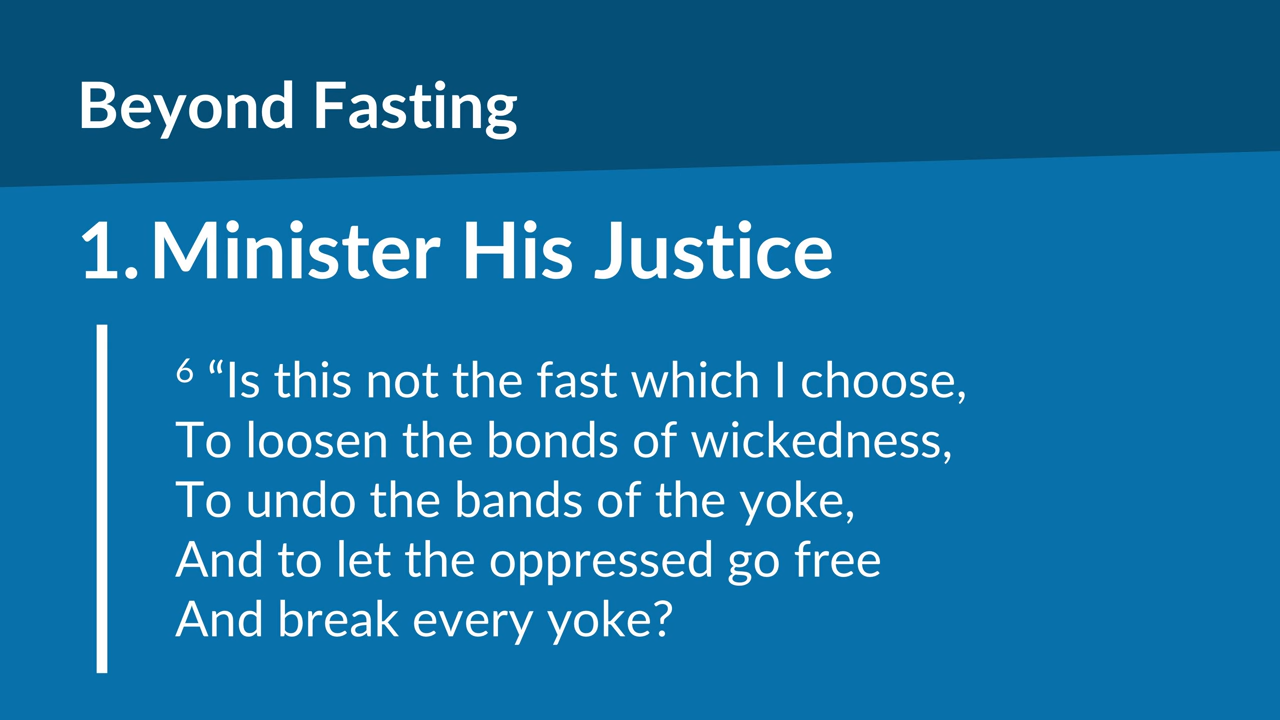 Beyond Fasting
1. Minister His Justice
6 “Is this not the fast which I choose,
To loosen the bonds of wickedness,
To undo the bands of the yoke,
And to let the oppressed go free
And break every yoke?